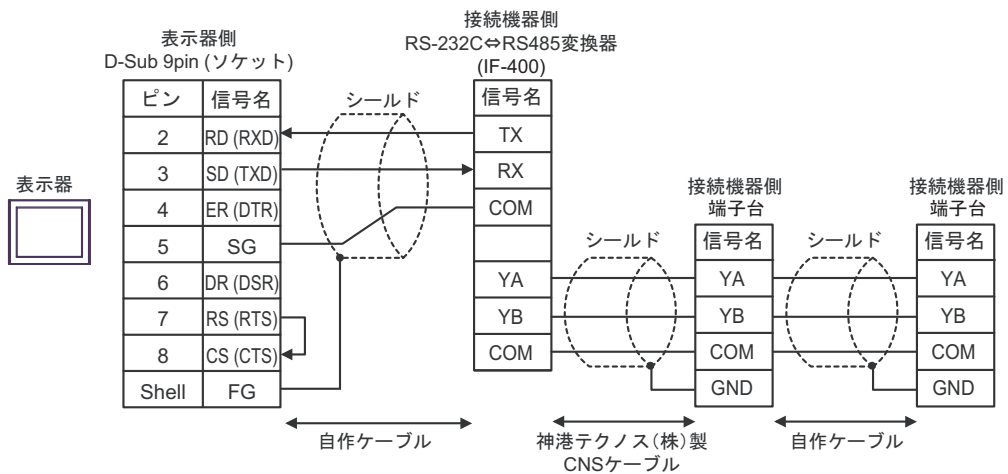 表示器
表示器側
D-Sub 9pin (ソケット)
ピン 信号名
2 RD (RXD)
3 SD (TXD)
4 ER (DTR)
5 SG
6 DR (DSR)
7 RS (RTS)
8 CS (CTS)
Shell FG
シールド
自作ケーブル
接続機器側
RS-232C⇔RS485変換器
(IF-400)
信号名
TX
RX
COM
YA
YB
COM
シールド
神港テクノス(株)製
CNSケーブル
接続機器側
端子台
信号名
YA
YB
COM
GND
シールド
自作ケーブル
接続機器側
端子台
信号名
YA
YB
COM
GND